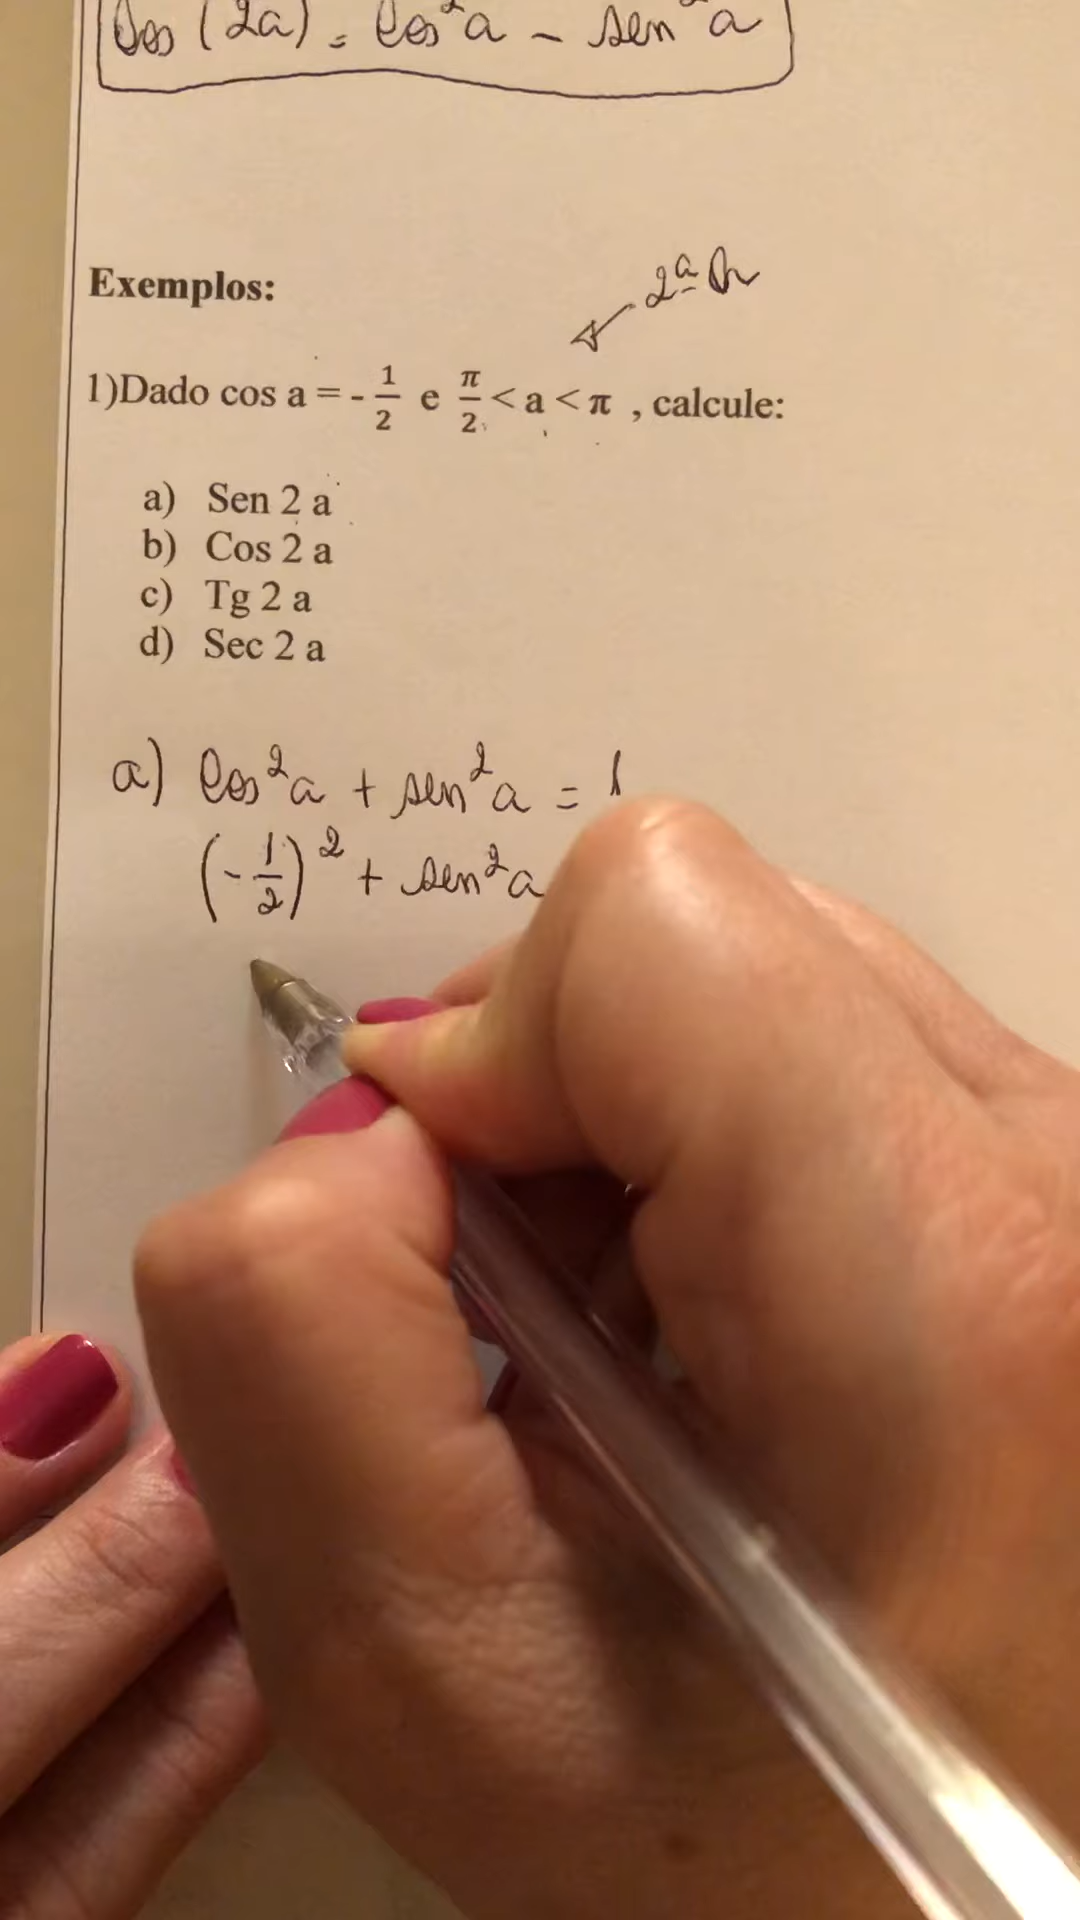 Cos (2a) = Cos²a - sen²a
Exemplos:
2ª
1)Dado cos a = - 1/2 e π/2 < a < π , calcule:
a) Sen 2 a
b) Cos 2 a
c) Tg 2 a
d) Sec 2 a
a) Cos²a + sen²a = 1
(-1/2)² + sen²a